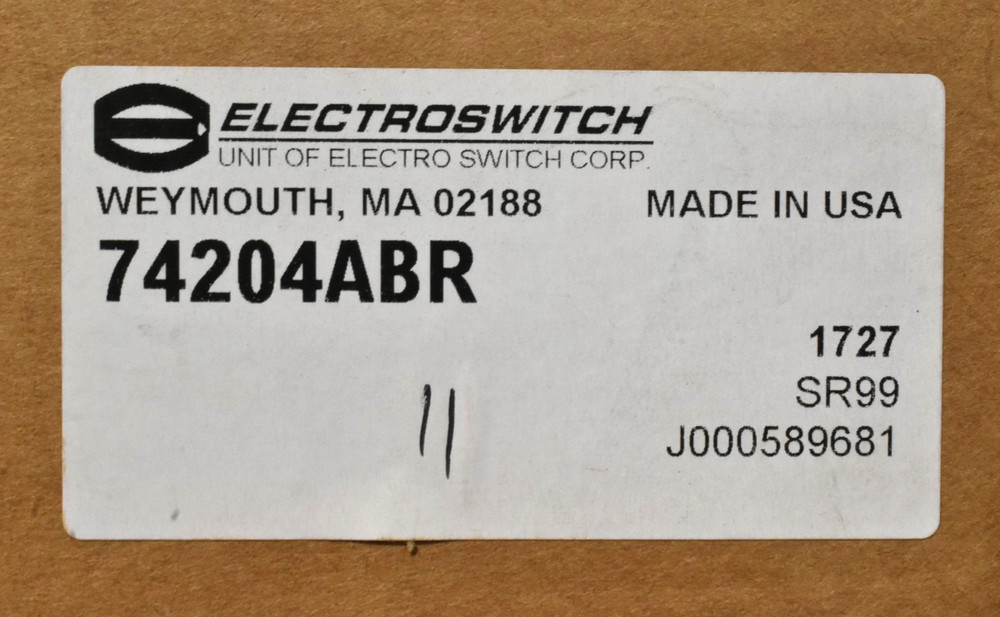 ELECTROSWITCH
UNIT OF ELECTRO SWITCH CORP.
WEYMOUTH, MA 02188 MADE IN USA
74204ABR
1727
SR99
11
J000589681